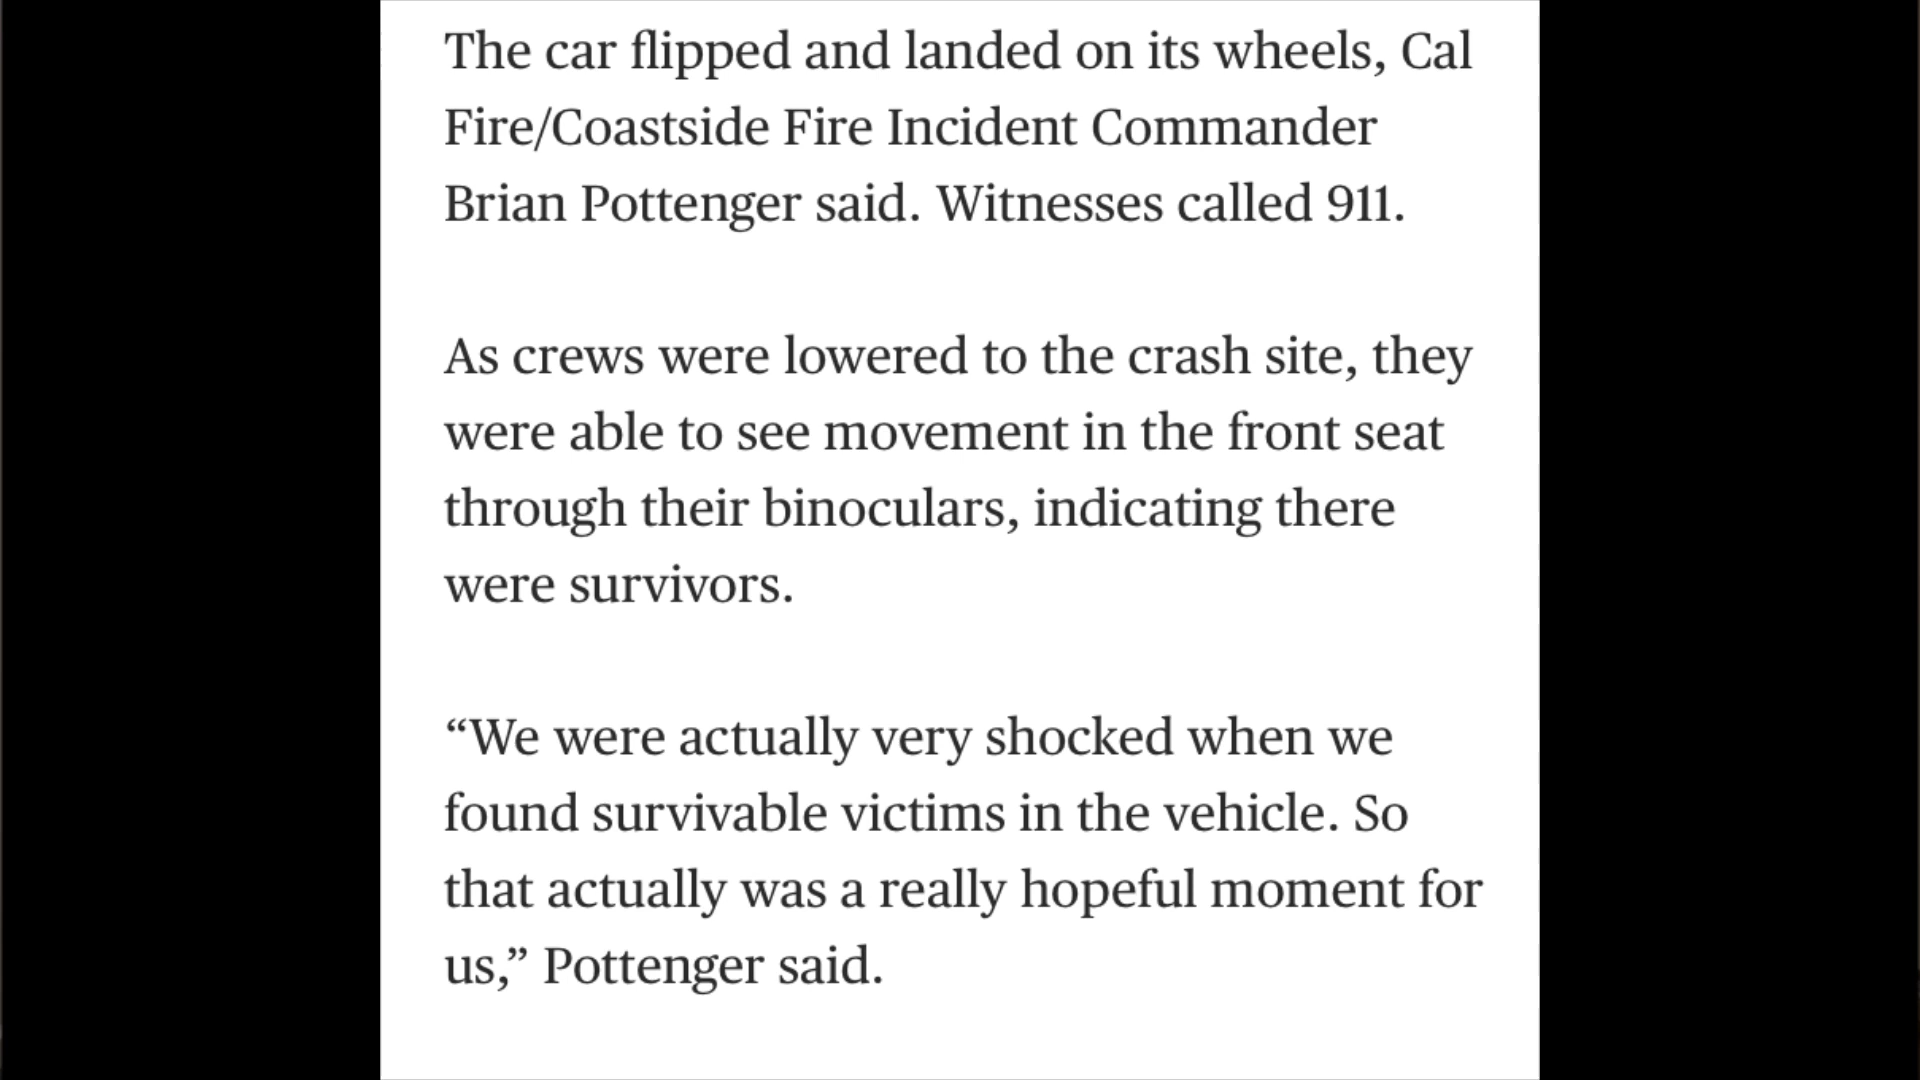 The car flipped and landed on its wheels, Cal
Fire/Coastside Fire Incident Commander
Brian Pottenger said. Witnesses called 911.
As crews were lowered to the crash site, they
were able to see movement in the front seat
through their binoculars, indicating there
were survivors.
“We were actually very shocked when we
found survivable victims in the vehicle. So
that actually was a really hopeful moment for
us,” Pottenger said.